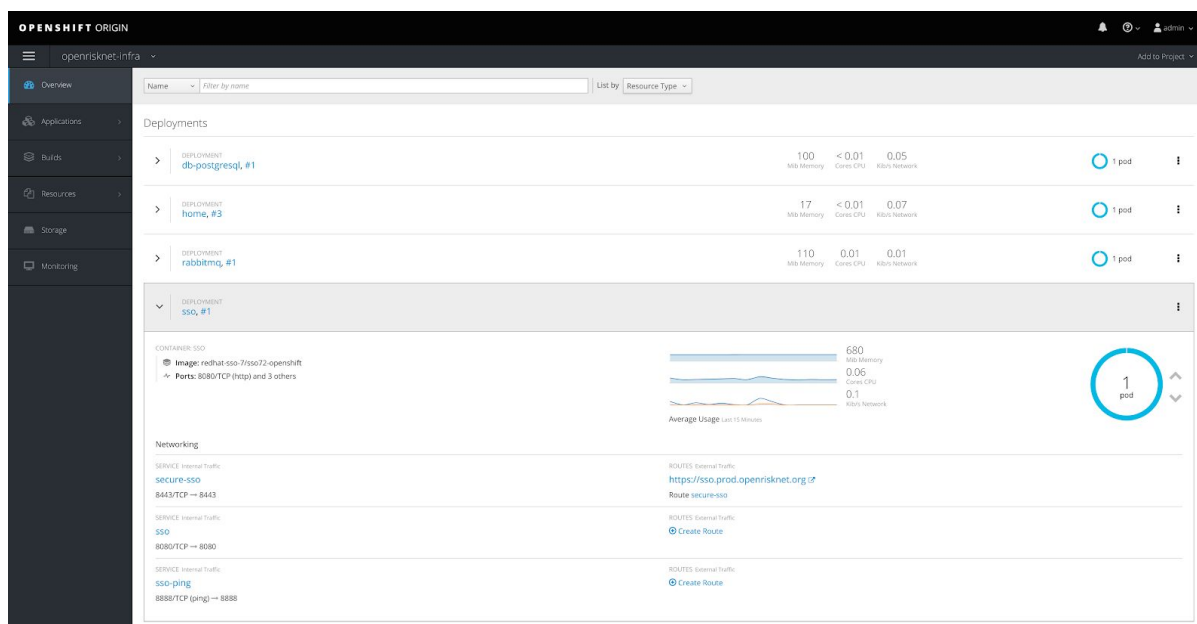 OPENSHIFT ORIGIN
admin
openrisknet-infra
Add to Project
Overview
Applications
Builds
Resources
Storage
Monitoring
Name
Filter by name
List by
Resource Type
Deployments
DEPLOYMENT
db-postgresql, #1
100
Mib Memory
< 0.01
Cores CPU
0.05
Kib/s Network
1 pod
DEPLOYMENT
home, #3
17
Mib Memory
< 0.01
Cores CPU
0.07
Kib/s Network
1 pod
DEPLOYMENT
rabbitmq, #1
110
Mib Memory
0.01
Cores CPU
0.01
Kib/s Network
1 pod
DEPLOYMENT
sso, #1
CONTAINER: SSO
Image: redhat-sso-7/sso72-openshift
Ports: 8080/TCP (http) and 3 others
680
Mib Memory
0.06
Cores CPU
0.1
Kib/s Network
Average Usage Last 15 Minutes
1
pod
Networking
SERVICE Internal Traffic
secure-sso
8443/TCP → 8443
ROUTES External Traffic
https://sso.prod.openrisknet.org
Route secure-sso
SERVICE Internal Traffic
sso
8080/TCP → 8080
ROUTES External Traffic
Create Route
SERVICE Internal Traffic
sso-ping
8888/TCP (ping) → 8888
ROUTES External Traffic
Create Route